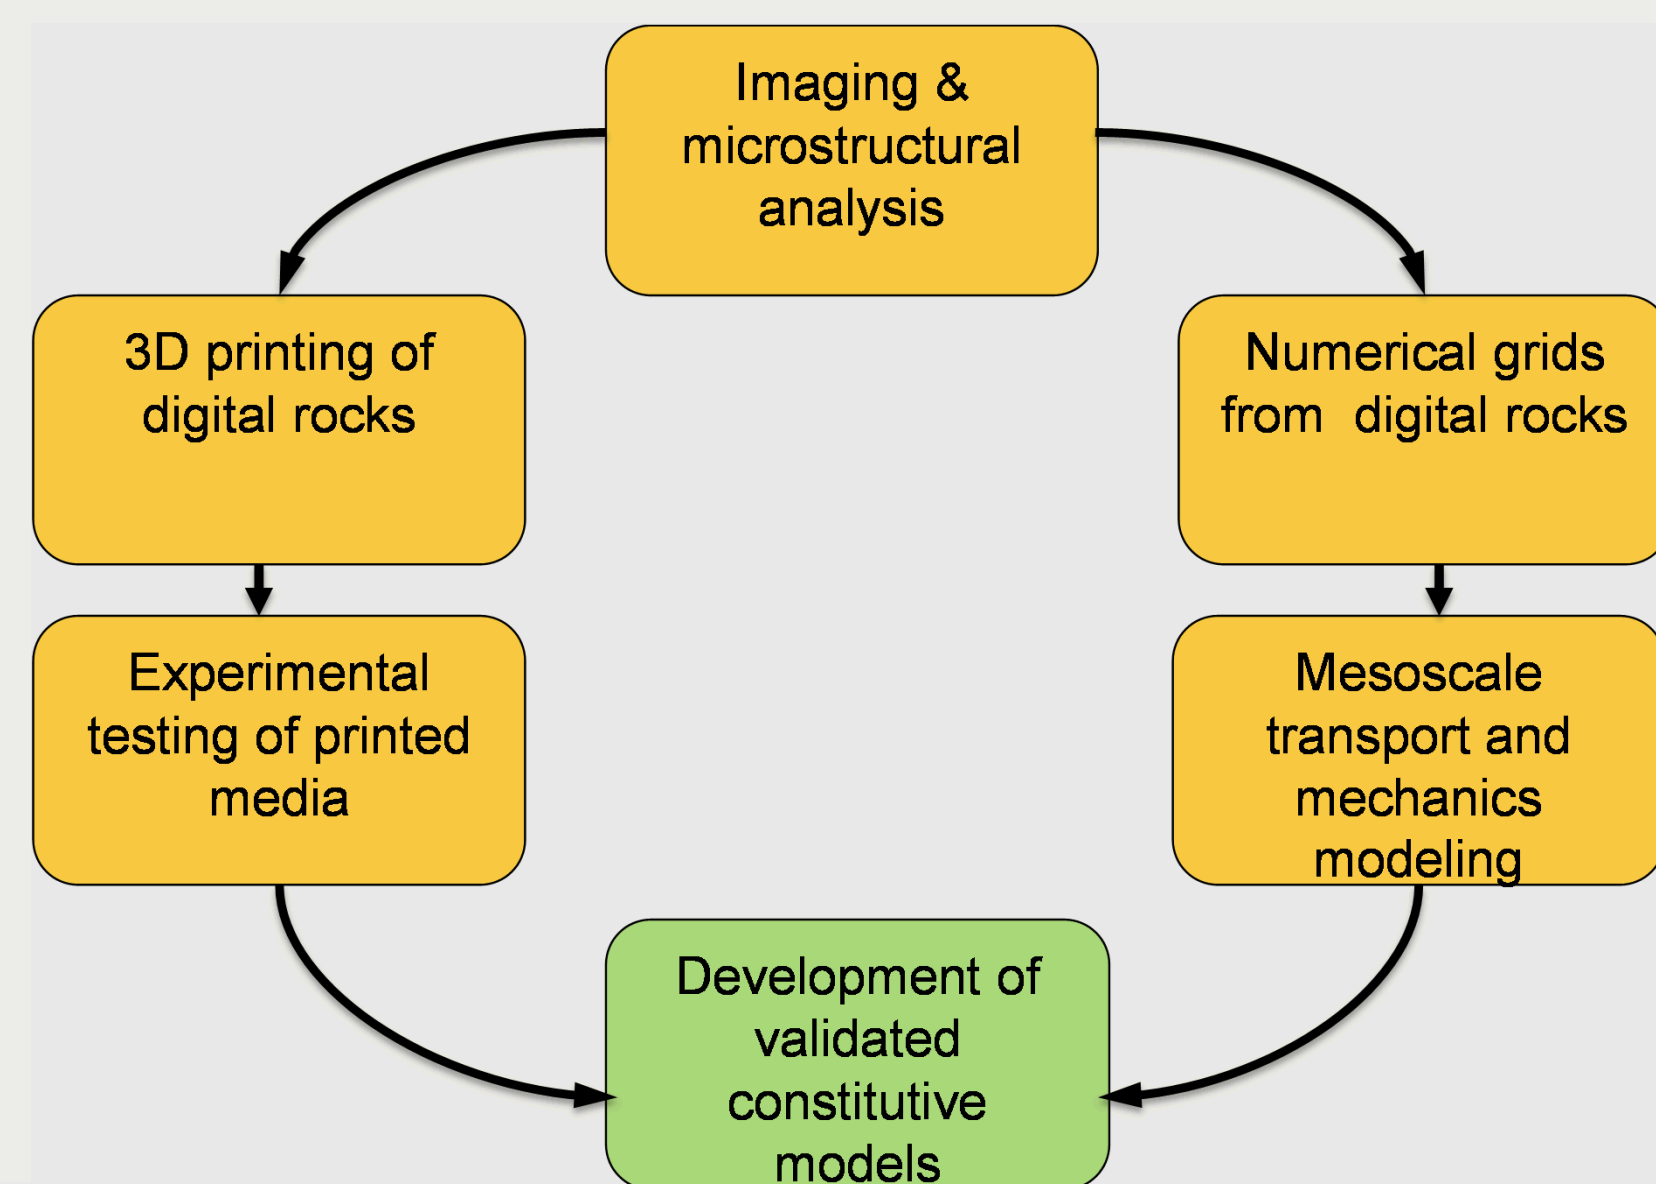 Imaging &
microstructural
analysis
3D printing of
digital rocks
Numerical grids
from  digital rocks
Experimental
testing of printed
media
Mesoscale
transport and
mechanics
modeling
Development of
validated
constitutive
models